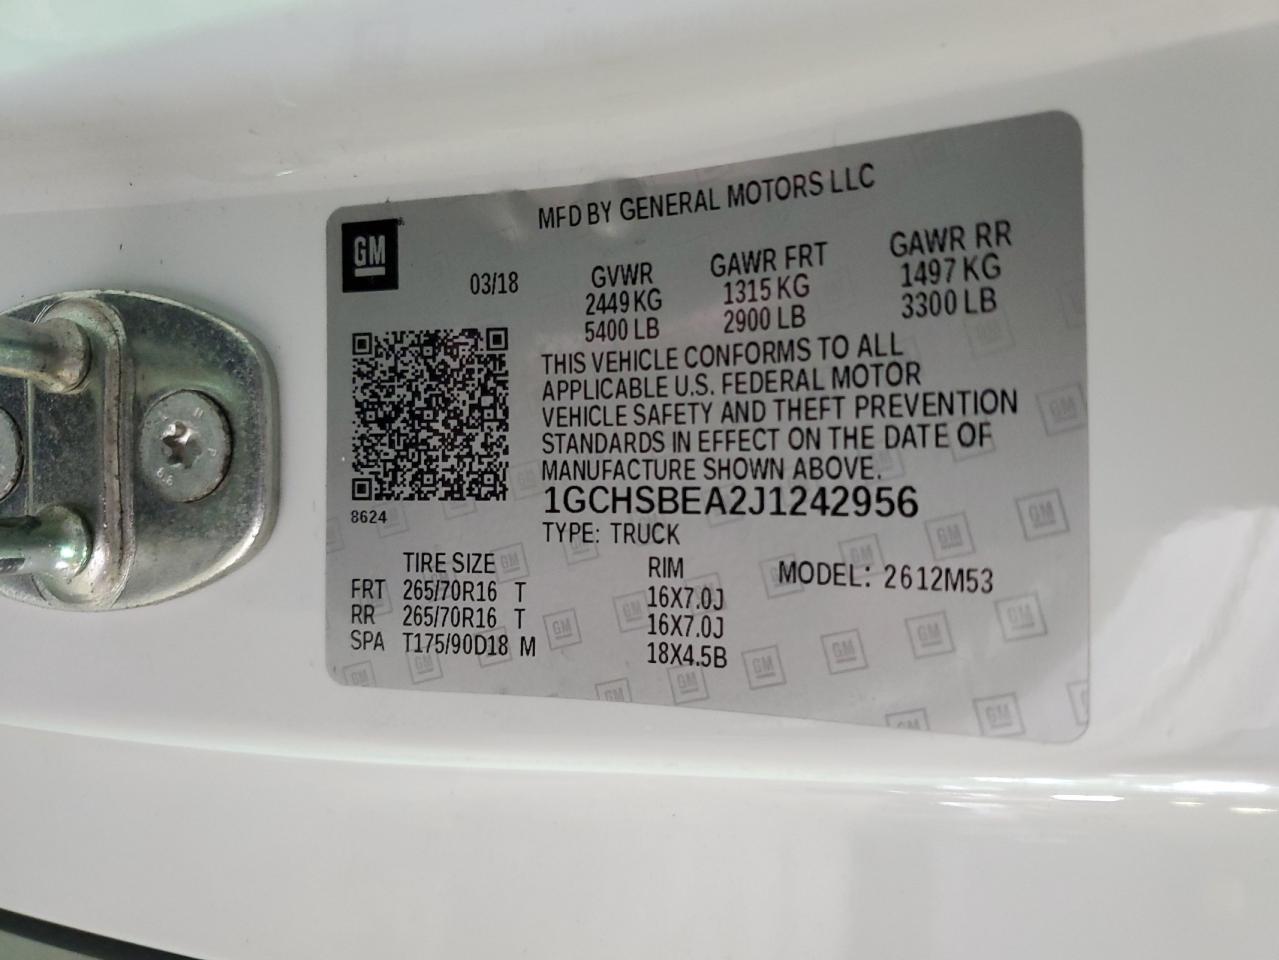 MFD BY GENERAL MOTORS LLC
GM
03/18
GVWR GAWR FRT GAWR RR
2449 KG 1315 KG 1497 KG
5400 LB 2900 LB 3300 LB
THIS VEHICLE CONFORMS TO ALL
APPLICABLE U.S. FEDERAL MOTOR
VEHICLE SAFETY AND THEFT PREVENTION
STANDARDS IN EFFECT ON THE DATE OF
MANUFACTURE SHOWN ABOVE.
1GCHSBEA2J1242956
8624
TYPE: TRUCK
TIRE SIZE RIM MODEL: 2612M53
FRT 265/70R16 T 16X7.0J
RR 265/70R16 T 16X7.0J
SPA T175/90D18 M 18X4.5B